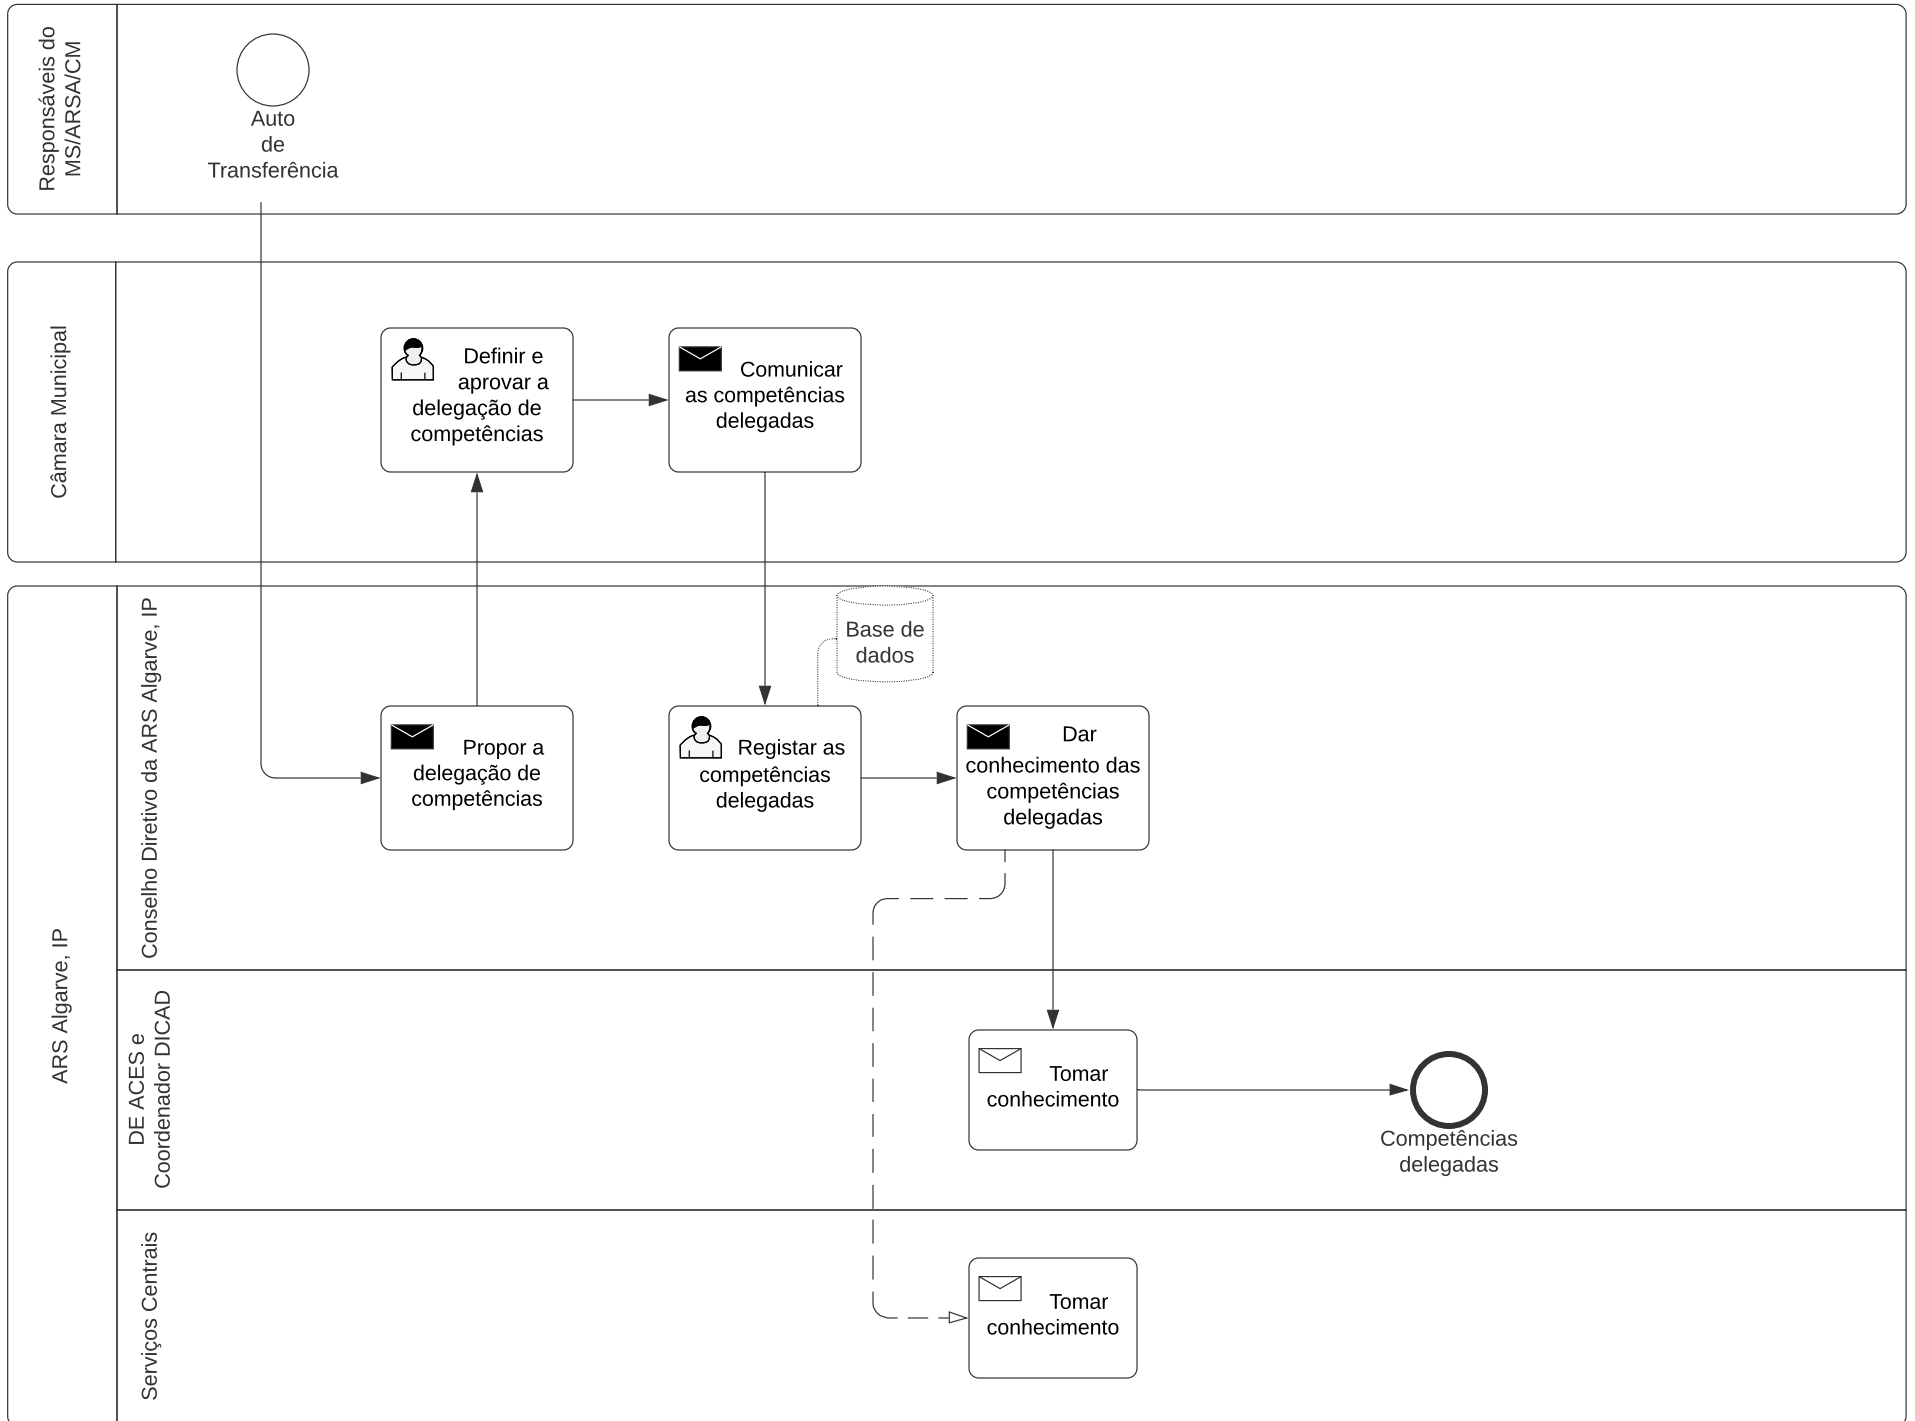 Responsáveis do
MS/ARSA/CM
Auto
de
Transferência
Câmara Municipal
Definir e
aprovar a
delegação de
competências
Comunicar
as competências
delegadas
ARS Algarve, IP
Conselho Diretivo da ARS Algarve, IP
Base de
dados
Propor a
delegação de
competências
Registar as
competências
delegadas
Dar
conhecimento das
competências
delegadas
DE ACES e
Coordenador DICAD
Tomar
conhecimento
Competências
delegadas
Serviços Centrais
Tomar
conhecimento